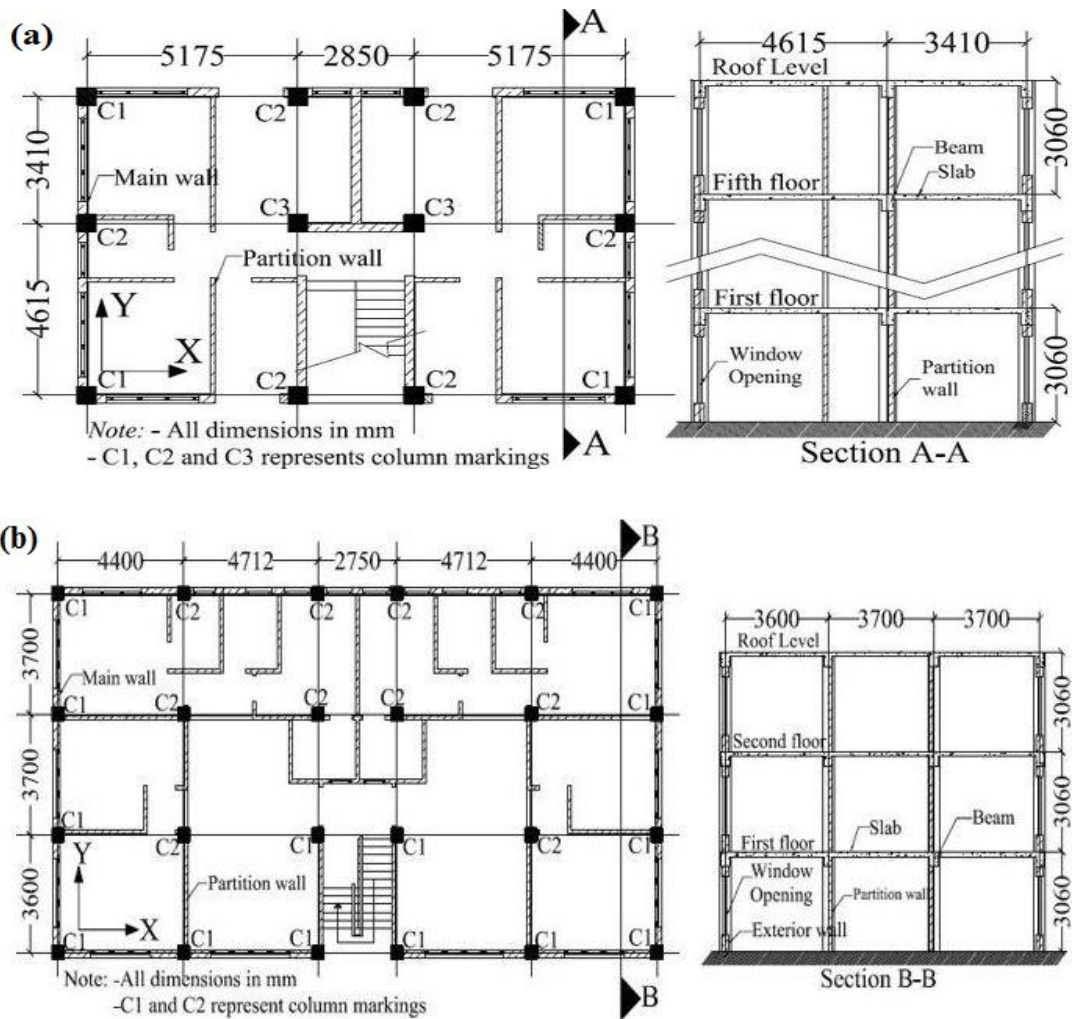 (a)
A
5175 2850 5175
C1 C2 C2 C1
3410
Main wall
C2 C3 C3 C2
Partition wall
4615
Y
X
C1 C2 C2 C1
Note: - All dimensions in mm
- C1, C2 and C3 represents column markings
A
4615 3410
Roof Level
3060
Beam
Slab
Fifth floor
First floor
Window
Opening
Partition
wall
3060
Section A-A
(b)
B
4400 4712 2750 4712 4400
C1 C2 C2 C2 C2 C1
3700
Main wall
C1 C2 C2 C2 C2 C1
3700
C1 C2 C1 C1 C2 C1
Y
Partition wall
3600
X
C1 C1 C1 C1 C1 C1
Note: -All dimensions in mm
-C1 and C2 represent column markings
B
3600 3700 3700
Roof Level
3060
Second floor
3060
Slab
Beam
First floor
Window
Opening
Partition wall
Exterior wall
3060
Section B-B